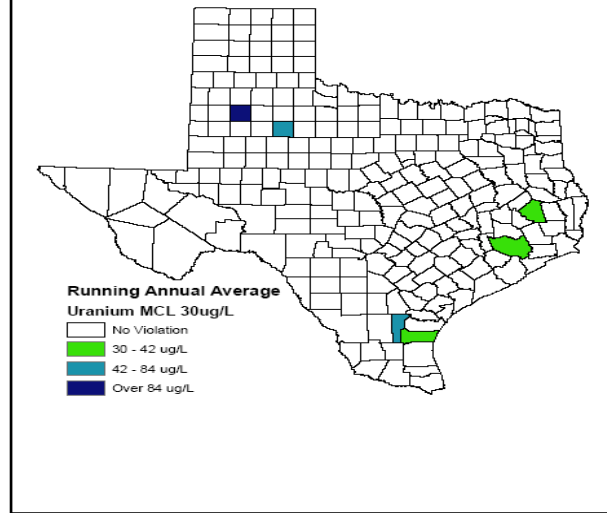 Running Annual Average
Uranium MCL 30ug/L
No Violation
30 - 42 ug/L
42 - 84 ug/L
Over 84 ug/L